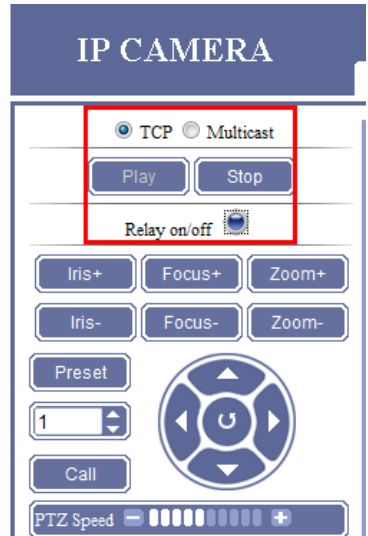 IP CAMERA
TCP Multicast
Play Stop
Relay on/off
Iris+ Focus+ Zoom+
Iris- Focus- Zoom-
Preset
1
Call
PTZ Speed